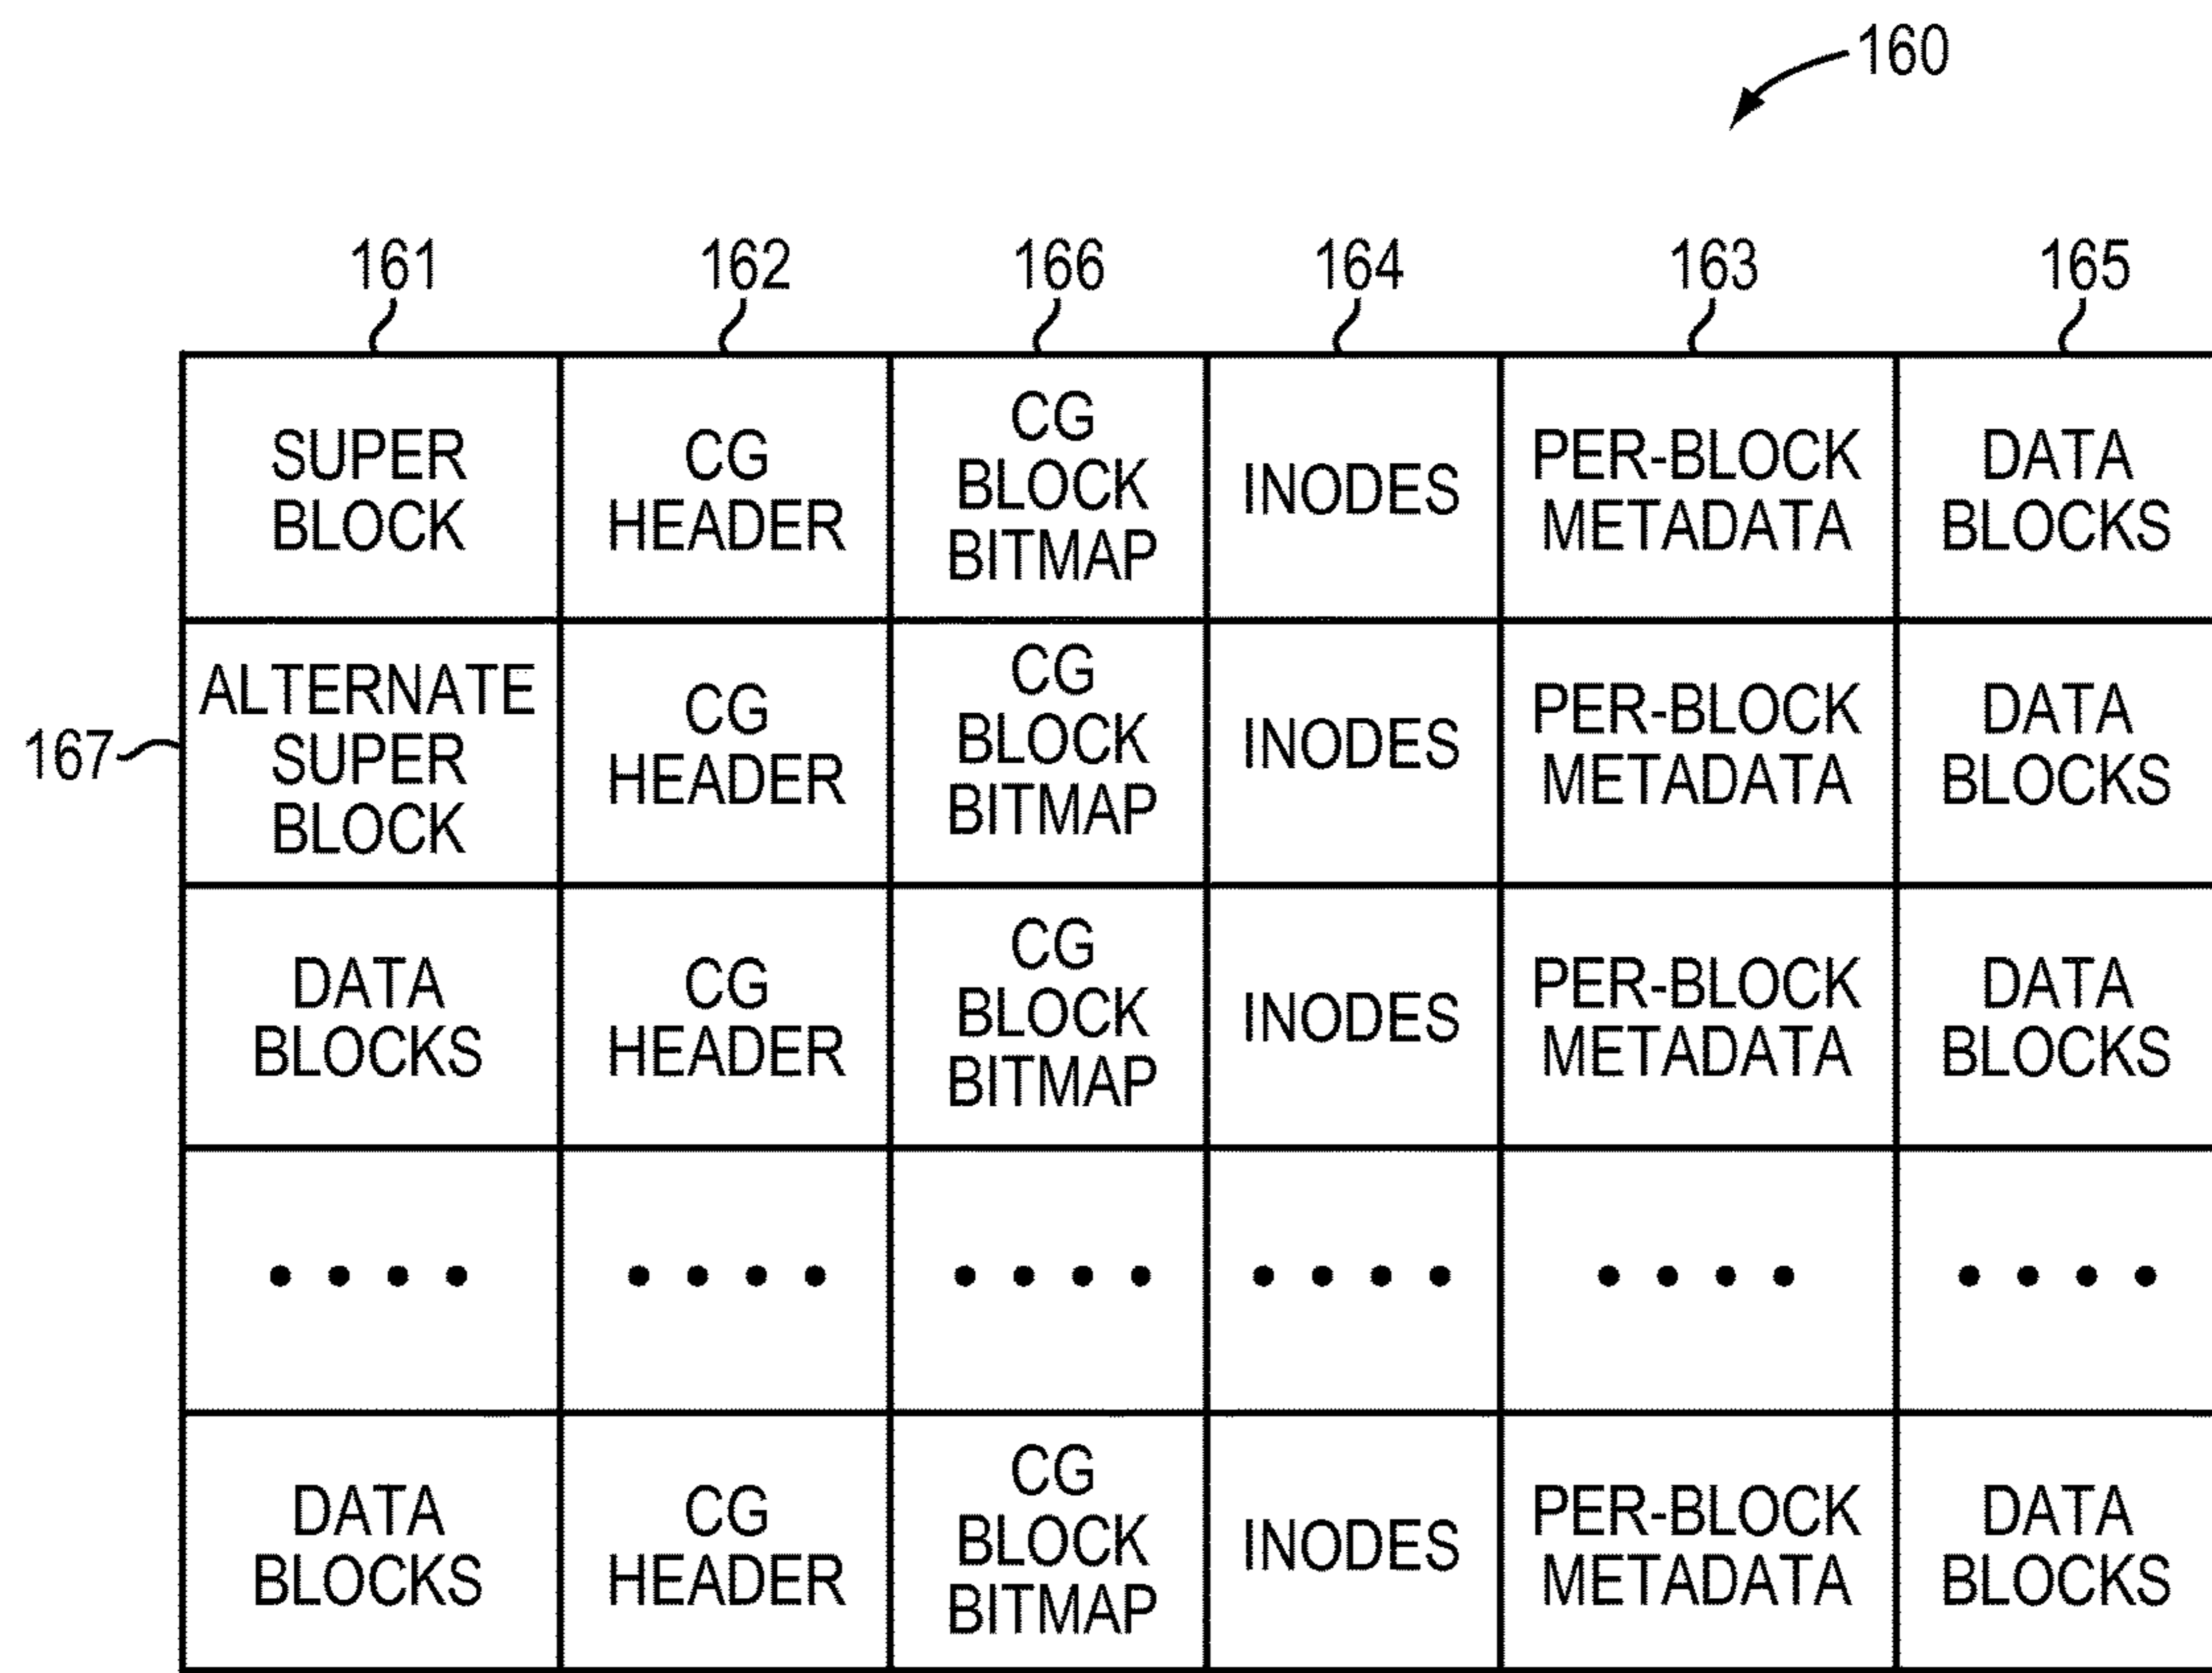 160
161
162
166
164
163
165
SUPER
BLOCK
CG
HEADER
CG
BLOCK
BITMAP
INODES
PER-BLOCK
METADATA
DATA
BLOCKS
167
ALTERNATE
SUPER
BLOCK
CG
HEADER
CG
BLOCK
BITMAP
INODES
PER-BLOCK
METADATA
DATA
BLOCKS
DATA
BLOCKS
CG
HEADER
CG
BLOCK
BITMAP
INODES
PER-BLOCK
METADATA
DATA
BLOCKS
• • • •
• • • •
• • • •
• • • •
• • • •
• • • •
DATA
BLOCKS
CG
HEADER
CG
BLOCK
BITMAP
INODES
PER-BLOCK
METADATA
DATA
BLOCKS